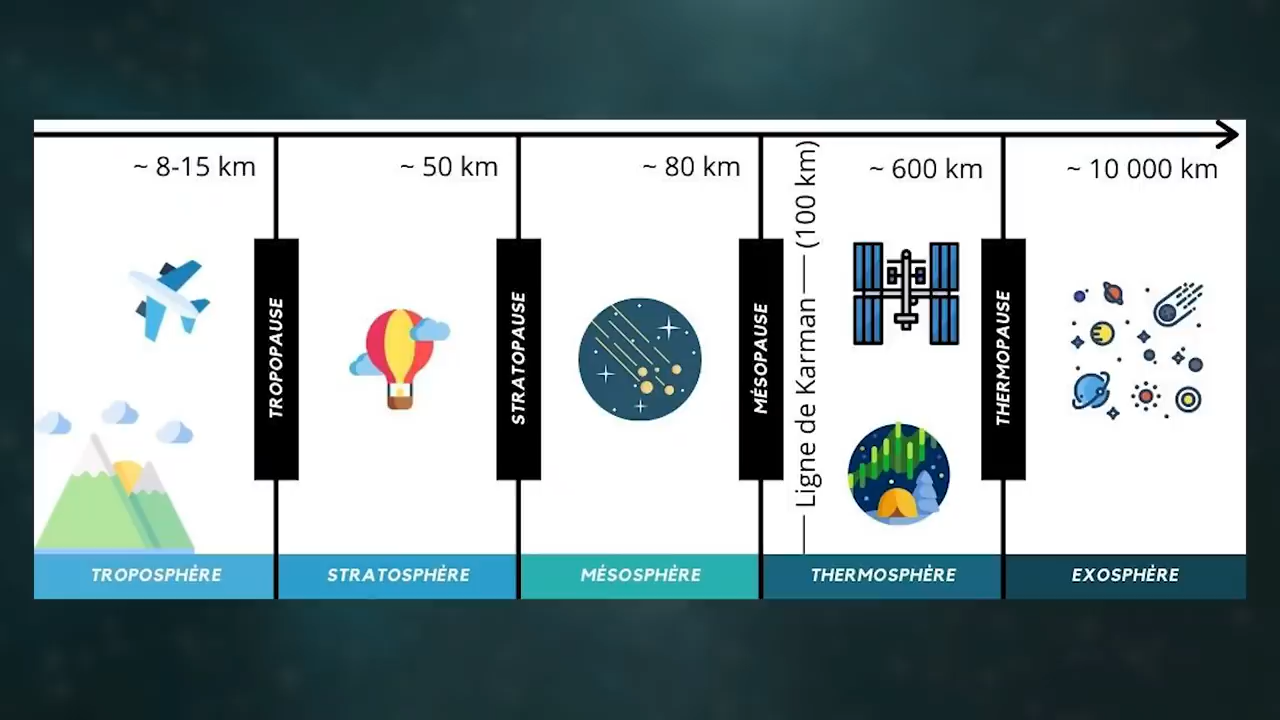 ~ 8-15 km
~ 50 km
~ 80 km
~ 600 km
~ 10 000 km
TROPOPAUSE
STRATOPAUSE
MÉSOPAUSE
Ligne de Karman (100 km)
THERMOPAUSE
TROPOSPHÈRE
STRATOSPHÈRE
MÉSOSPHÈRE
THERMOSPHÈRE
EXOSPHÈRE